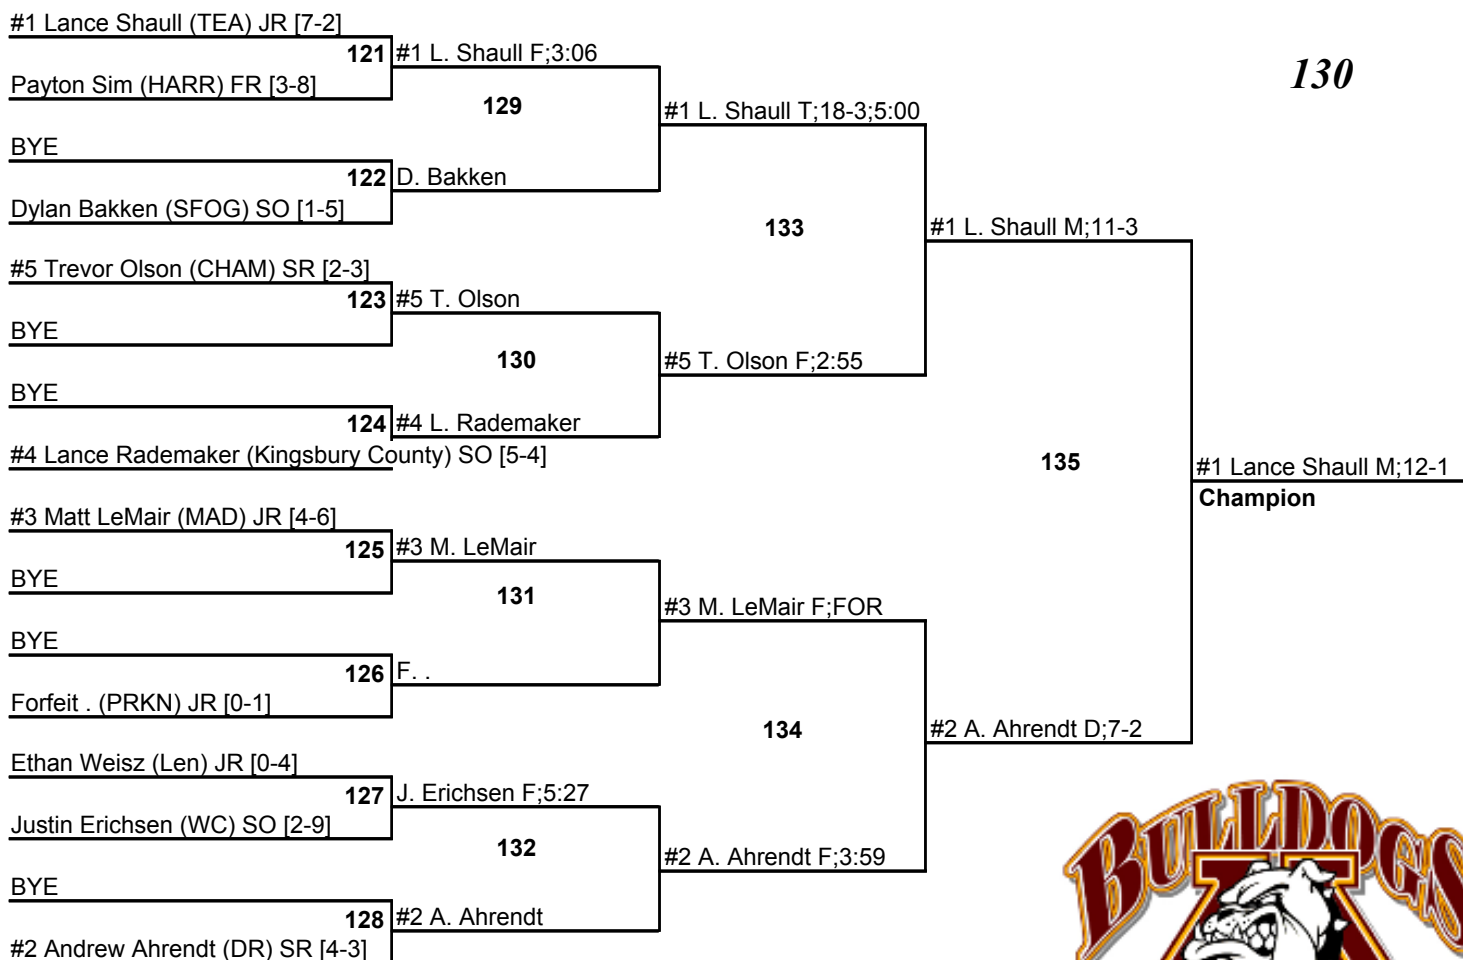 #1 Lance Shaull (TEA) JR [7-2]
121 #1 L. Shaull F;3:06
130
Payton Sim (HARR) FR [3-8]
129
#1 L. Shaull T;18-3;5:00
BYE
122 D. Bakken
Dylan Bakken (SFOG) SO [1-5]
133
#1 L. Shaull M;11-3
#5 Trevor Olson (CHAM) SR [2-3]
123 #5 T. Olson
BYE
130
#5 T. Olson F;2:55
BYE
124 #4 L. Rademaker
#4 Lance Rademaker (Kingsbury County) SO [5-4]
135
#1 Lance Shaull M;12-1
Champion
#3 Matt LeMair (MAD) JR [4-6]
125 #3 M. LeMair
BYE
131
#3 M. LeMair F;FOR
BYE
126 F. .
Forfeit . (PRKN) JR [0-1]
134
#2 A. Ahrendt D;7-2
Ethan Weisz (Len) JR [0-4]
127 J. Erichsen F;5:27
Justin Erichsen (WC) SO [2-9]
132
#2 A. Ahrendt F;3:59
BYE
128 #2 A. Ahrendt
#2 Andrew Ahrendt (DR) SR [4-3]
BULLDOGS